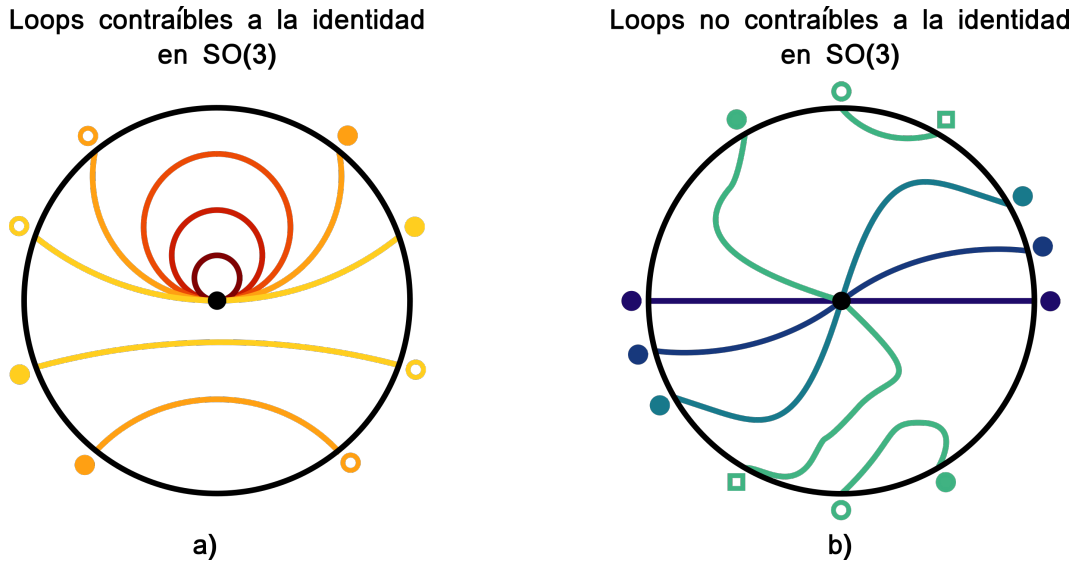 Loops contraíbles a la identidad
en SO(3)
Loops no contraíbles a la identidad
en SO(3)
a)
b)